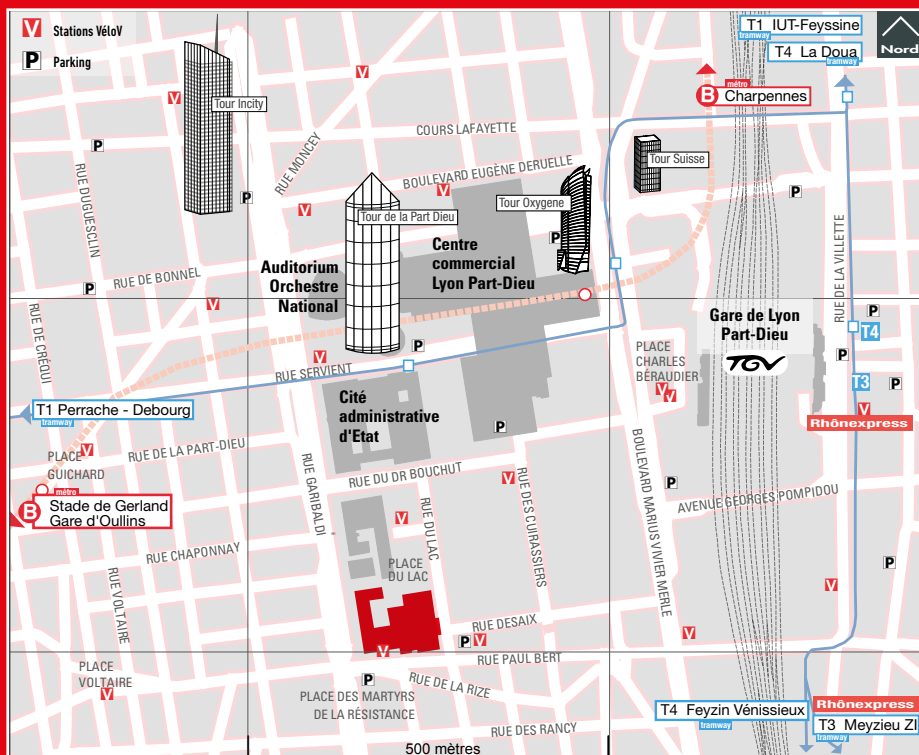 V Stations VéloV
P Parking
T1 IUT-Feyssine
tramway
T4 La Doua
tramway
Nord
métro
B Charpennes
Tour Incity
V
V
COURS LAFAYETTE
Tour Suisse
P
RUE MONCEY
BOULEVARD EUGÈNE DERUELLE
RUE DUGUESCLIN
P
V
V
P
Tour de la Part Dieu
Tour Oxygene
P
Centre
commercial
Lyon Part-Dieu
Auditorium
Orchestre
National
RUE DE BONNEL
P
V
RUE DE LA VILLETTE
Gare de Lyon
Part-Dieu
TGV
P
T4
P
RUE DE CRÉQUI
RUE SERVIENT
V
P
PLACE
CHARLES
BÉRAUDIER
V
V
T3
P
V
Rhônexpress
Cité
administrative
d'Etat
T1 Perrache - Debourg
tramway
P
RUE DE LA PART-DIEU
V
PLACE
GUICHARD
métro
B Stade de Gerland
Gare d'Oullins
RUE GARIBALDI
RUE DU DR BOUCHUT
V
RUE DU LAC
RUE DES CUIRASSIERS
BOULEVARD MARIUS VIVIER MERLE
P
AVENUE GEORGES POMPIDOU
V
RUE CHAPONNAY
PLACE
DU LAC
P
V
RUE VOLTAIRE
RUE DESAIX
P
V
V
V
RUE PAUL BERT
PLACE
VOLTAIRE
V
P
RUE DE LA RIZE
PLACE DES MARTYRS
DE LA RÉSISTANCE
RUE DES RANCY
T4 Feyzin Vénissieux
tramway
Rhônexpress
T3 Meyzieu ZI
tramway
500 mètres